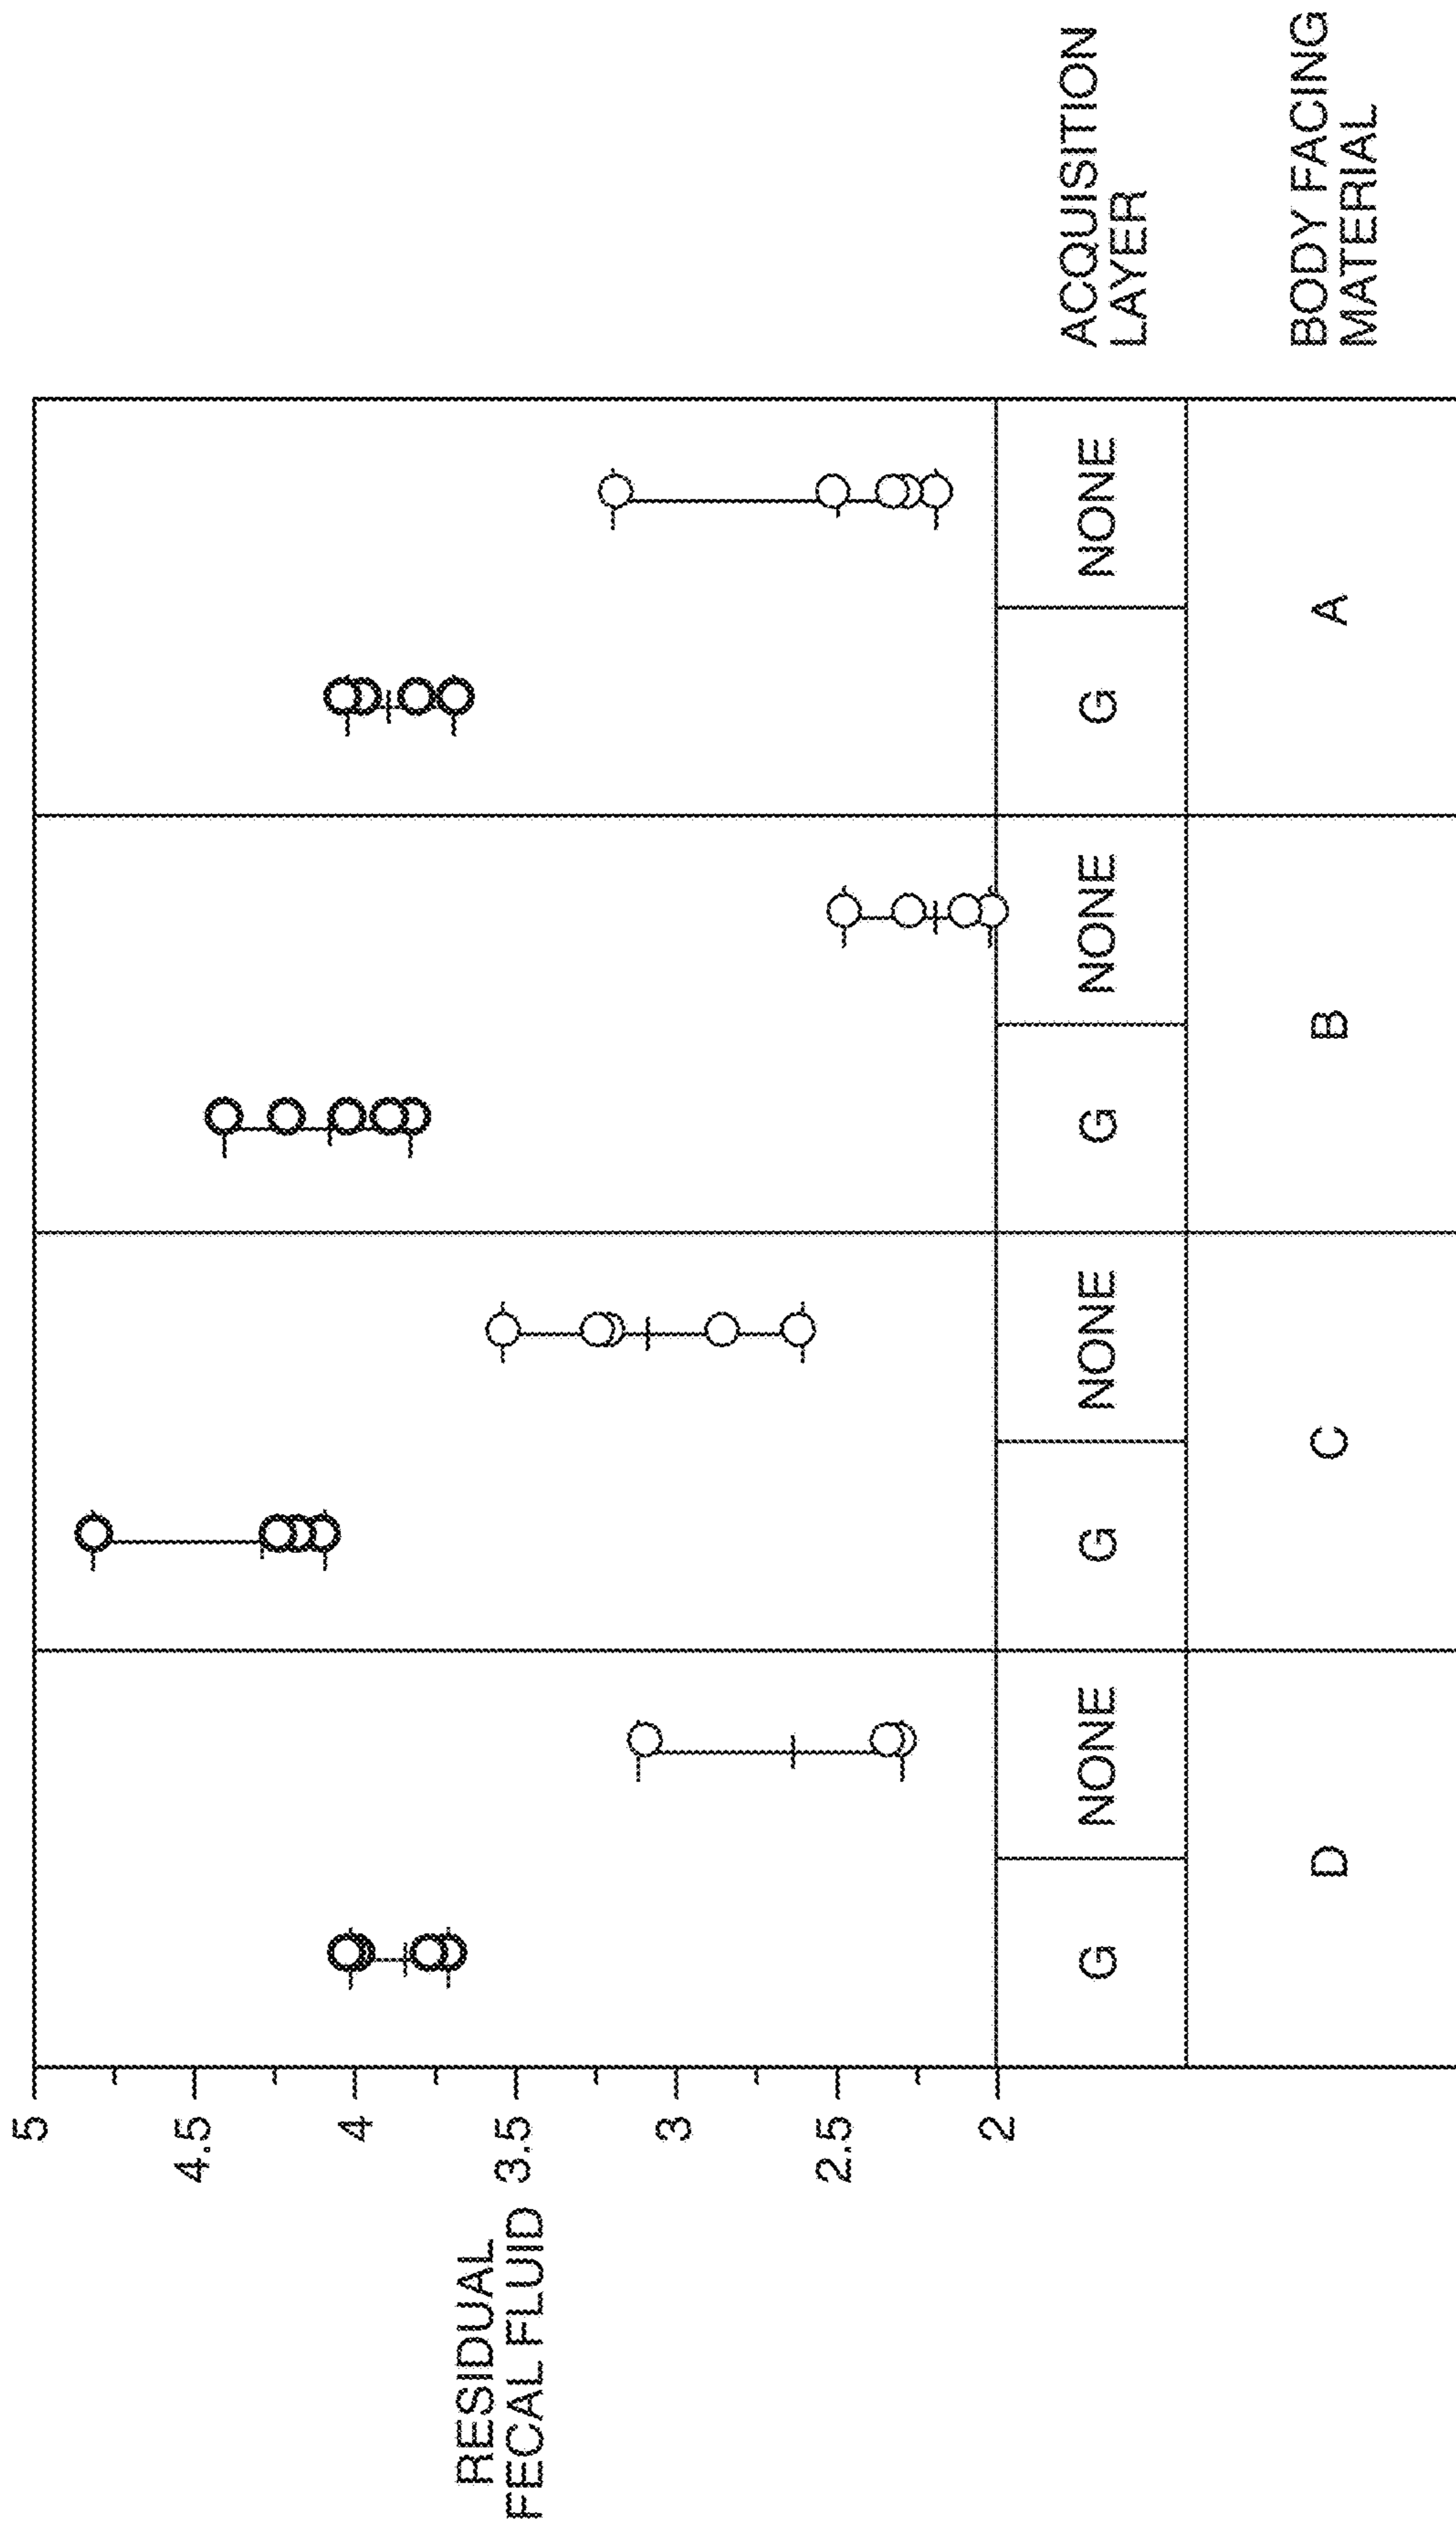 RESIDUAL
FECAL FLUID
5
4.5
4
3.5
3
2.5
2
G
NONE
G
NONE
G
NONE
G
NONE
ACQUISITION
LAYER
D
C
B
A
BODY FACING
MATERIAL